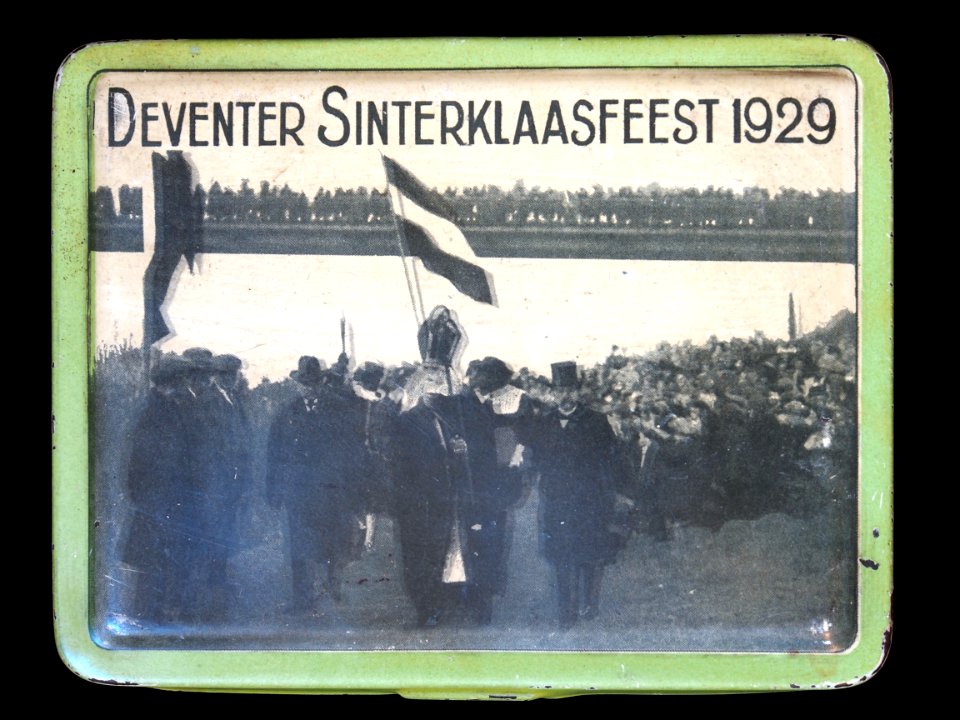 DEVENTER SINTERKLAASFEEST 1929